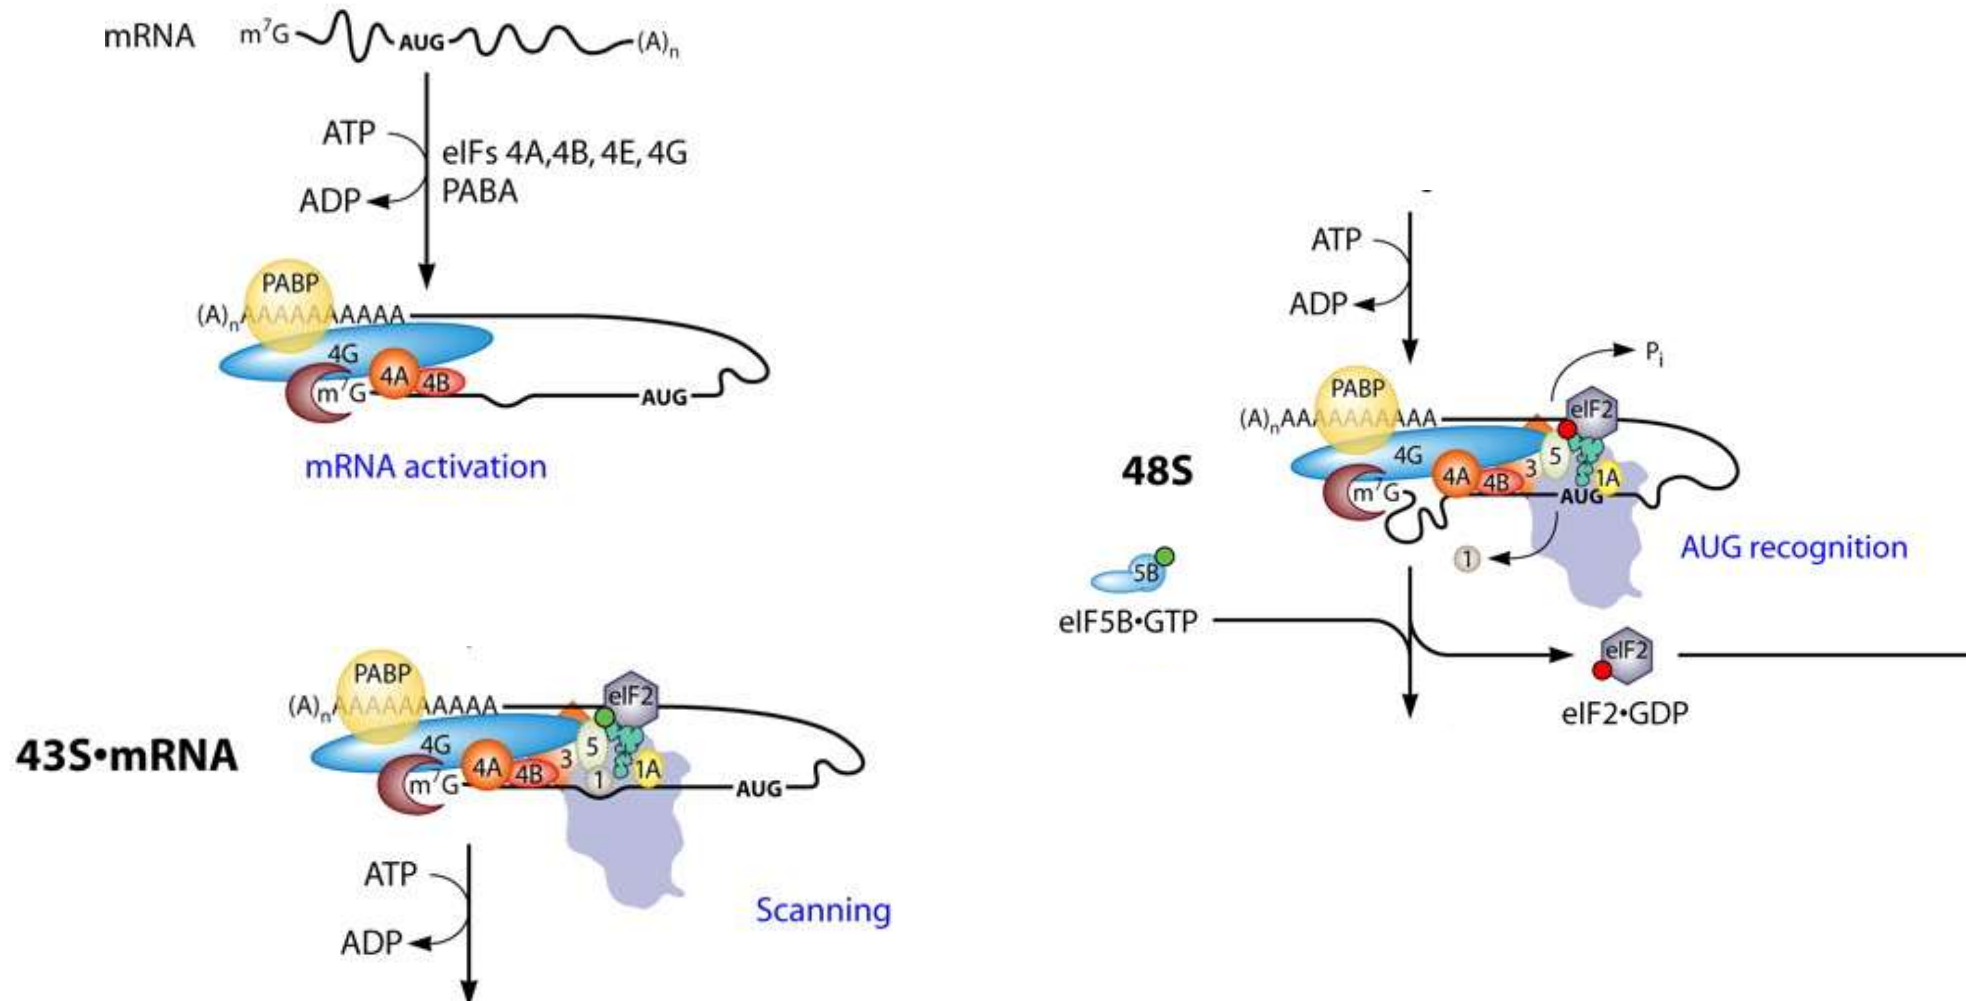 mRNA m⁷G AUG (A)n
ATP
eIFs 4A,4B, 4E, 4G
ADP
PABA
PABP
(A)nAAAAAAAAAA
4G
4A
4B
m⁷G
AUG
mRNA activation
PABP
(A)nAAAAAAAAAA
eIF2
43S•mRNA
4G
5
3
4A
4B
1
1A
m⁷G
AUG
ATP
ADP
Scanning
ATP
ADP
Pi
PABP
eIF2
(A)nAAAAAAAAAA
48S
4G
5
3
4A
4B
1A
m⁷G
AUG
1
AUG recognition
5B
eIF5B•GTP
eIF2
eIF2•GDP